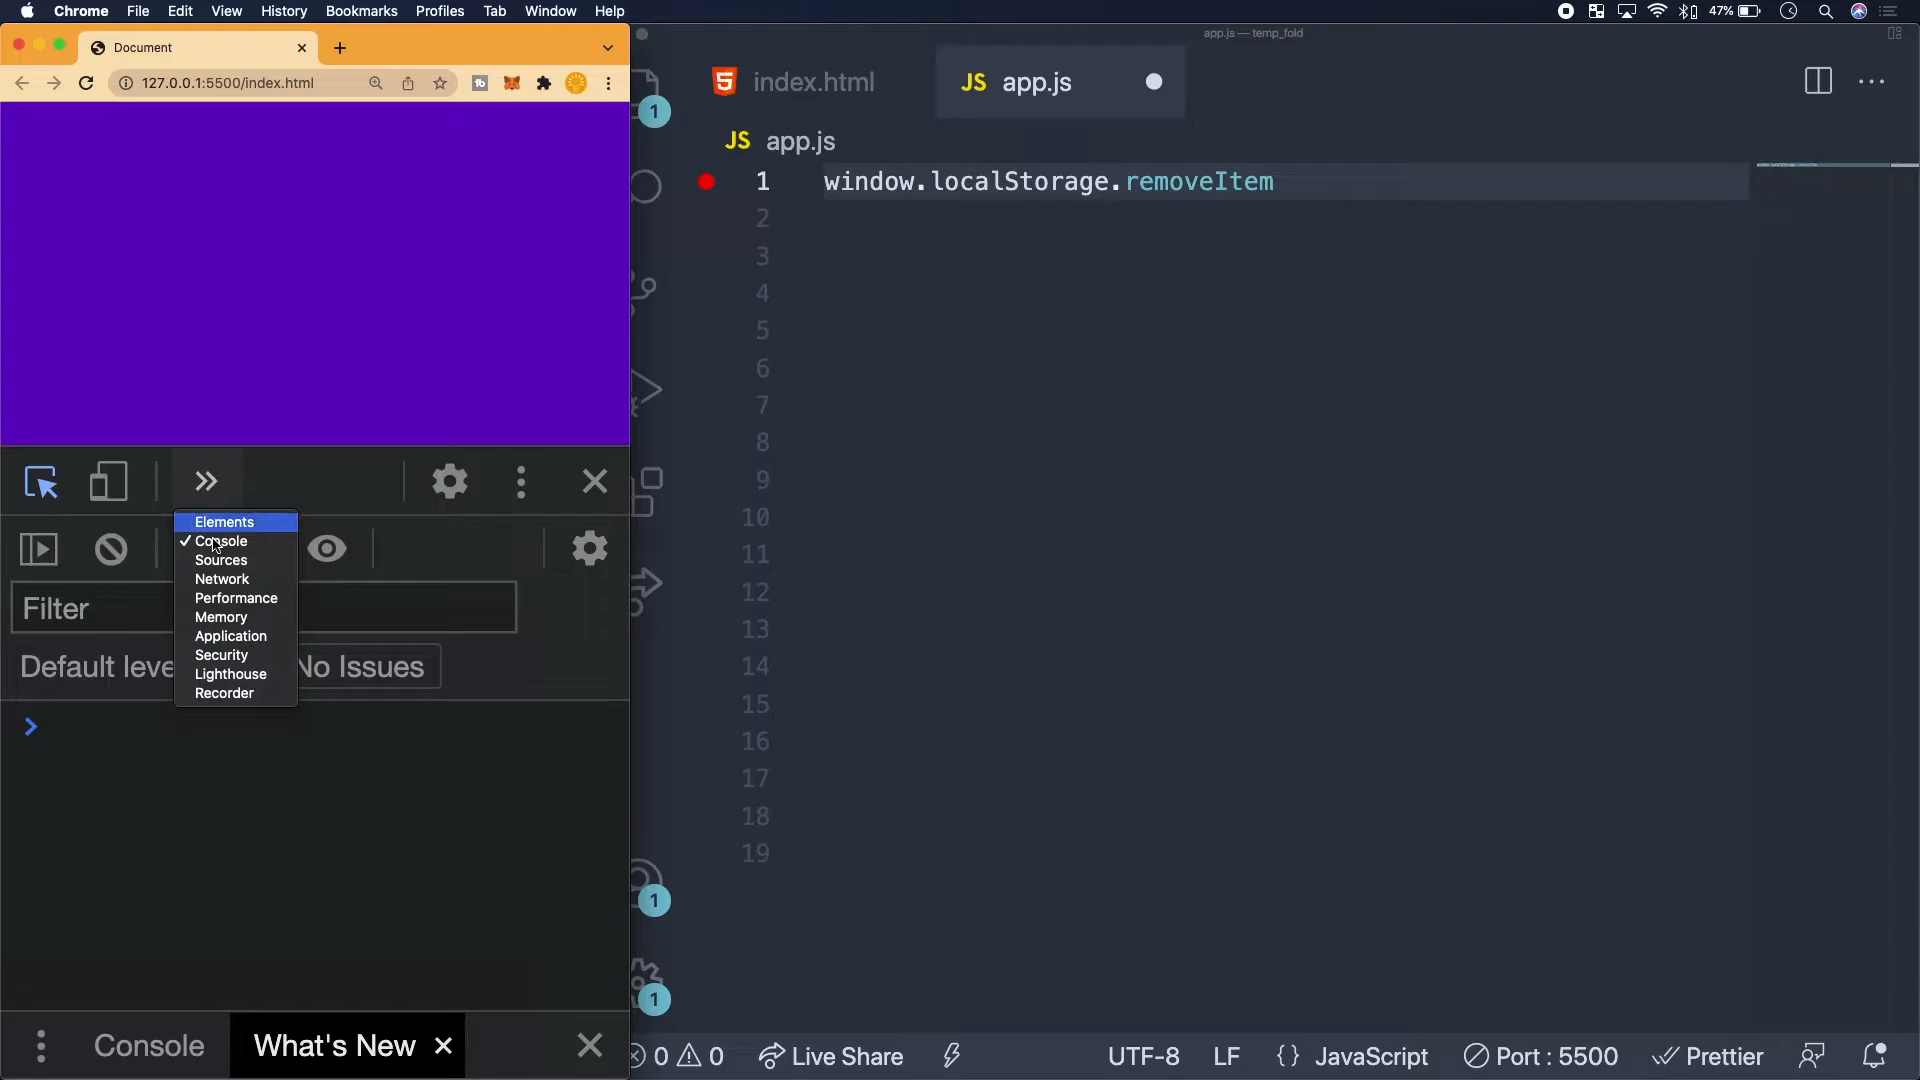 Chrome File Edit View History Bookmarks Profiles Tab Window Help
47%
Document
127.0.0.1:5500/index.html
Elements
Console
Sources
Network
Performance
Memory
Application
Security
Lighthouse
Recorder
Filter
Default leve
No Issues
Console What's New
app.js — temp_fold
index.html
JS app.js
JS app.js
1 window.localStorage.removeItem
2
3
4
5
6
7
8
9
10
11
12
13
14
15
16
17
18
19
1
1
1
0 0 Live Share UTF-8 LF {} JavaScript Port : 5500 Prettier